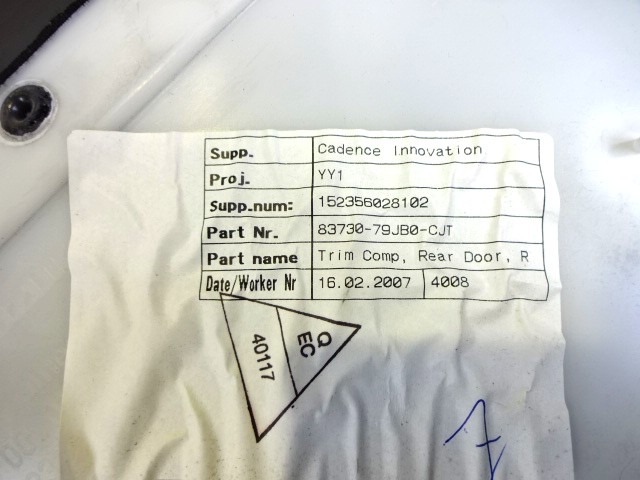 Supp. Cadence Innovation
Proj. YY1
Supp.num: 152356028102
Part Nr. 83730-79JB0-CJT
Part name Trim Comp, Rear Door, R
Date/Worker Nr 16.02.2007 4008
Q
EC
40117